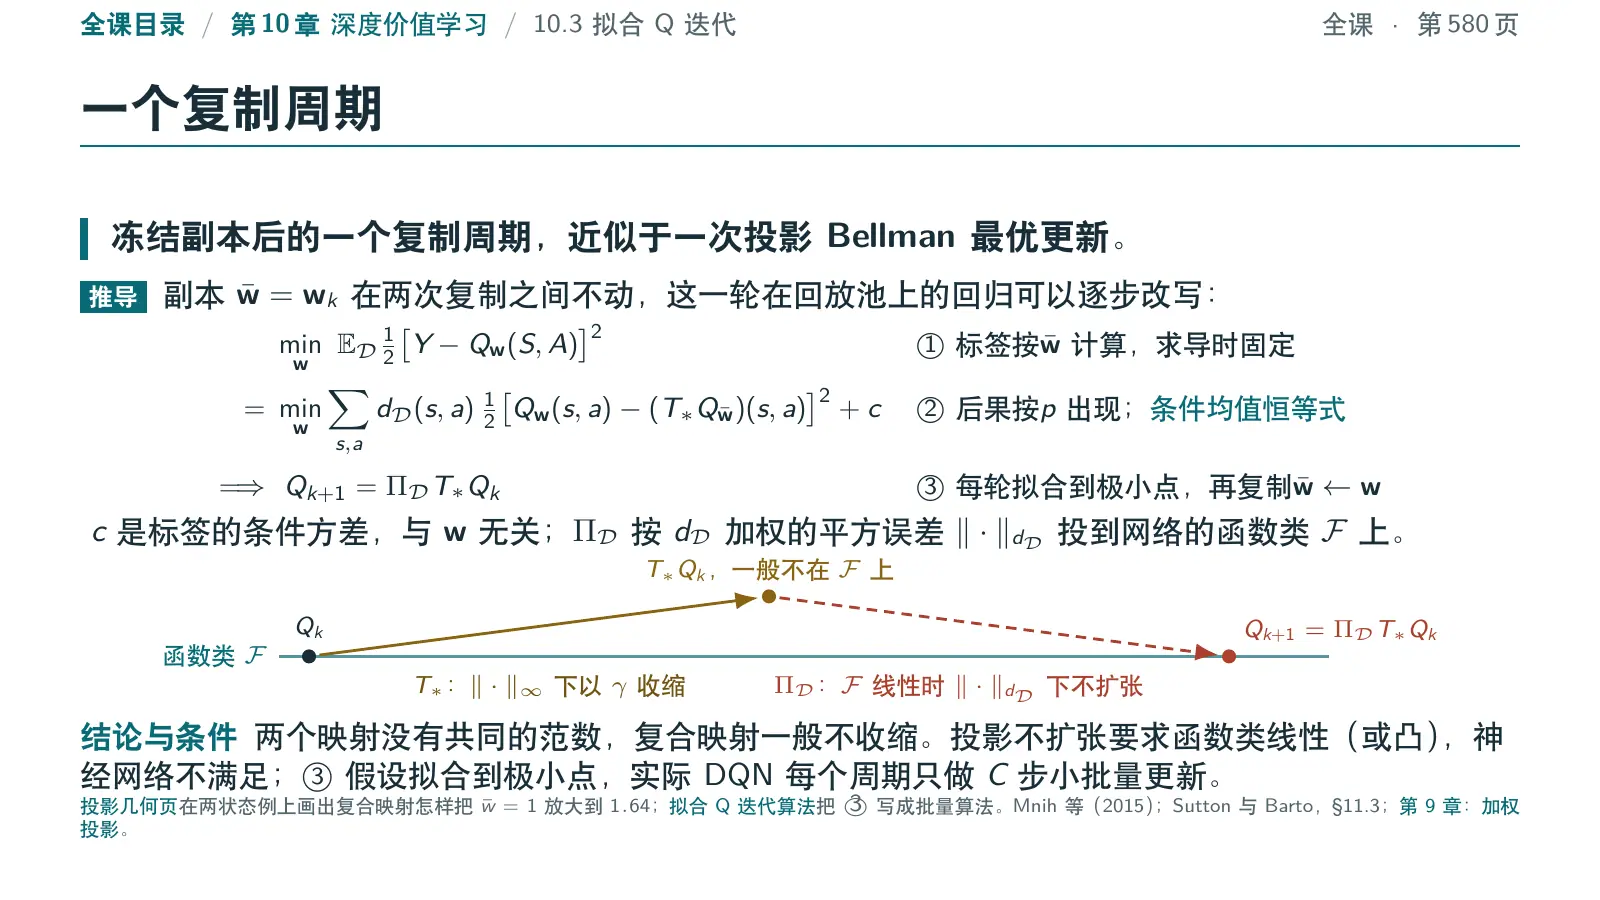 全课目录 / 第 10 章 深度价值学习 / 10.3 拟合 Q 迭代
全课 · 第 580 页
一个复制周期
冻结副本后的一个复制周期，近似于一次投影 Bellman 最优更新。
推导 副本 w̄ = w_k 在两次复制之间不动，这一轮在回放池上的回归可以逐步改写：
min_w 𝔼_𝒟 ½[Y − Q_w(S, A)]² ① 标签按w̄ 计算，求导时固定
= min_w ∑_{s,a} d_𝒟(s, a) ½[Q_w(s, a) − (T_* Q_w̄)(s, a)]² + c ② 后果按p 出现；条件均值恒等式
⟹ Q_{k+1} = Π_𝒟 T_* Q_k ③ 每轮拟合到极小点，再复制w̄ ← w
c 是标签的条件方差，与 w 无关；Π_𝒟 按 d_𝒟 加权的平方误差 ‖ · ‖_{d_𝒟} 投到网络的函数类 ℱ 上。
T_* Q_k，一般不在 ℱ 上
Q_k
Q_{k+1} = Π_𝒟 T_* Q_k
函数类 ℱ
T_*：‖ · ‖_∞ 下以 γ 收缩
Π_𝒟：ℱ 线性时 ‖ · ‖_{d_𝒟} 下不扩张
结论与条件 两个映射没有共同的范数，复合映射一般不收缩。投影不扩张要求函数类线性（或凸），神
经网络不满足；③ 假设拟合到极小点，实际 DQN 每个周期只做 C 步小批量更新。
投影几何页在两状态例上画出复合映射怎样把 w̄ = 1 放大到 1.64；拟合 Q 迭代算法把 ③ 写成批量算法。Mnih 等（2015）；Sutton 与 Barto，§11.3；第 9 章：加权
投影。